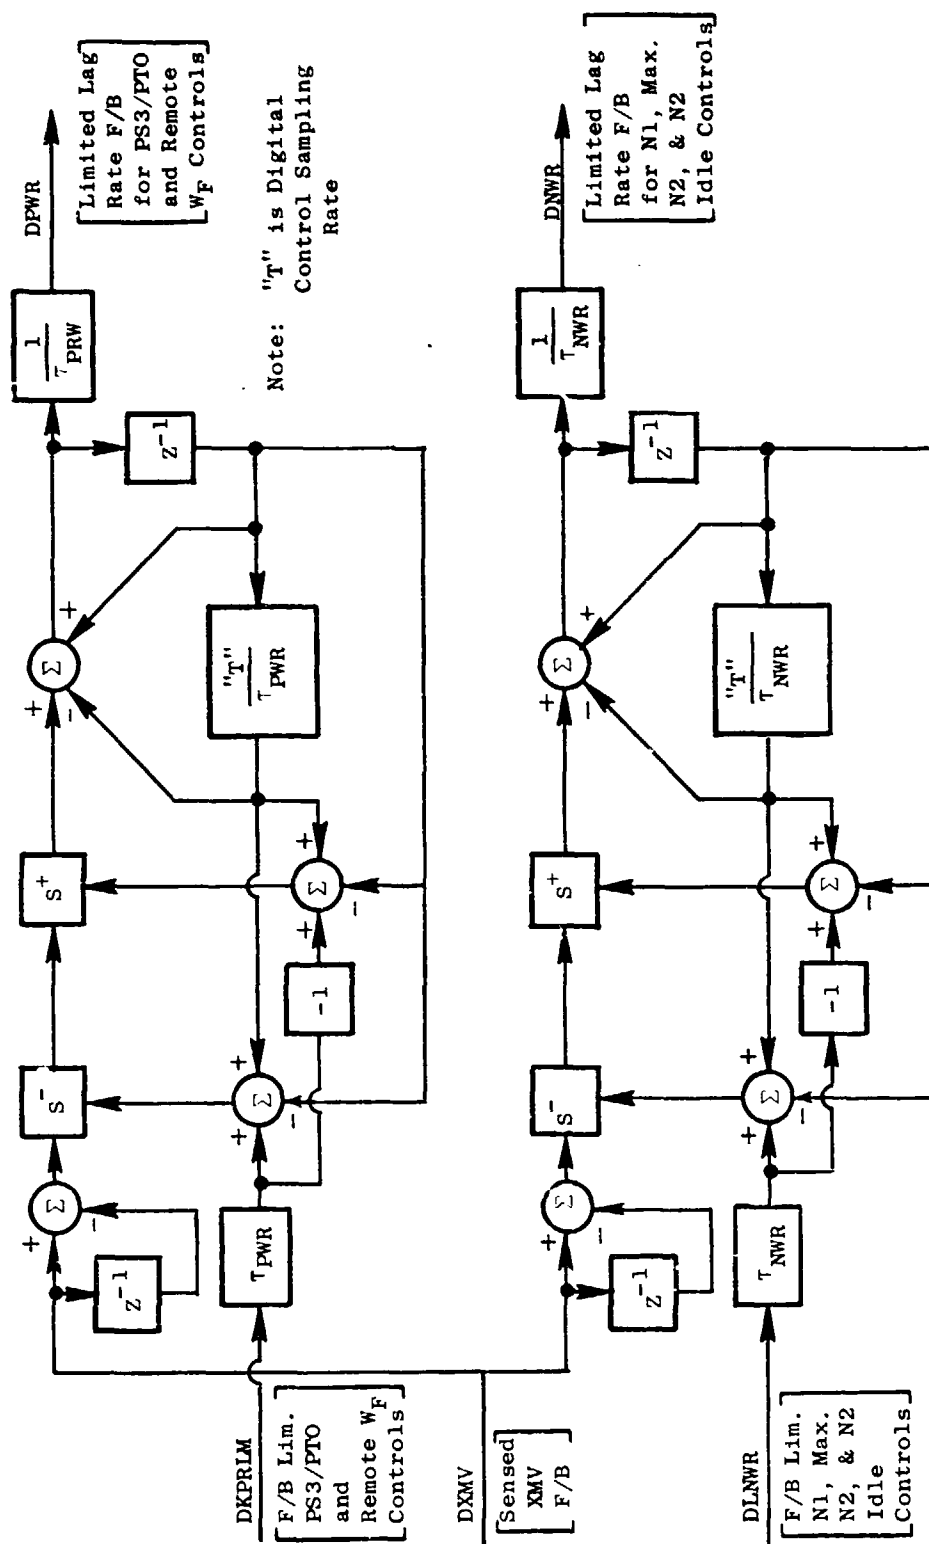 DKPRLM
F/B Lim.
PS3/PTO
and
Remote W_F
Controls
DXMV
Sensed
XMV
F/B
DLNWR
F/B Lim.
N1, Max.
N2, & N2
Idle
Controls
+
Σ
-
Z^-1
S^-
S^+
+
-
Σ
+
1
τ_PRW
DPWR
Limited Lag
Rate F/B
for PS3/PTO
and Remote
W_F Controls
Z^-1
"T"
τ_PWR
τ_PWR
+
Σ
+
-
-1
+
Σ
+
-
Note: "T" is Digital
Control Sampling
Rate
+
Σ
-
Z^-1
S^-
S^+
+
-
Σ
+
1
τ_NWR
DNWR
Limited Lag
Rate F/B
for N1, Max.
N2, & N2
Idle Controls
Z^-1
"T"
τ_NWR
τ_NWR
+
Σ
+
-
-1
+
Σ
+
-